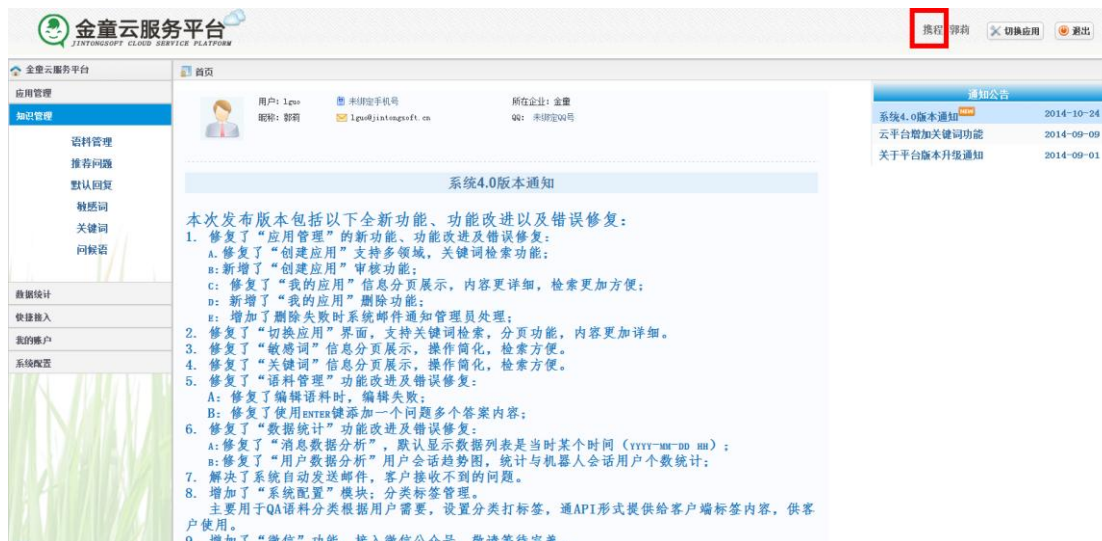 金童云服务平台
JINTONGSOFT CLOUD SERVICE PLATFORM
携程 郭莉 切换应用 退出
金童云服务平台
首页
应用管理
知识管理
语料管理
推荐问题
默认回复
敏感词
关键词
问候语
数据统计
快捷接入
我的账户
系统配置
用户: lguo 未绑定手机号 所在企业: 金童
昵称: 郭莉 lguo@jintongsoft.cn QQ: 未绑定QQ号
系统4.0版本通知
本次发布版本包括以下全新功能、功能改进以及错误修复:
1. 修复了“应用管理”的新功能、功能改进及错误修复:
A.修复了“创建应用”支持多领域, 关键词检索功能;
B:新增了“创建应用”审核功能;
C: 修复了“我的应用”信息分页展示, 内容更详细, 检索更加方便;
D: 新增了“我的应用”删除功能;
E: 增加了删除失败时系统邮件通知管理员处理;
2. 修复了“切换应用”界面, 支持关键词检索, 分页功能, 内容更加详细。
3. 修复了“敏感词”信息分页展示, 操作简化, 检索方便。
4. 修复了“关键词”信息分页展示, 操作简化, 检索方便。
5. 修复了“语料管理”功能改进及错误修复:
A: 修复了编辑语料时, 编辑失败;
B: 修复了使用ENTER键添加一个问题多个答案内容;
6. 修复了“数据统计”功能改进及错误修复:
A:修复了“消息数据分析”, 默认显示数据列表是当时某个时间 (YYYY-MM-DD HH) ;
B:修复了“用户数据分析”用户会话趋势图, 统计与机器人会话用户个数统计;
7. 解决了系统自动发送邮件, 客户接收不到的问题。
8. 增加了“系统配置”模块; 分类标签管理。
主要用于QA语料分类根据用户需要, 设置分类打标签, 通API形式提供给客户端标签内容, 供客
户使用。
9. 增加了“微信”功能, 接入微信公众号, 敬请等待完善
通知公告
系统4.0版本通知 NEW 2014-10-24
云平台增加关键词功能 2014-09-09
关于平台版本升级通知 2014-09-01